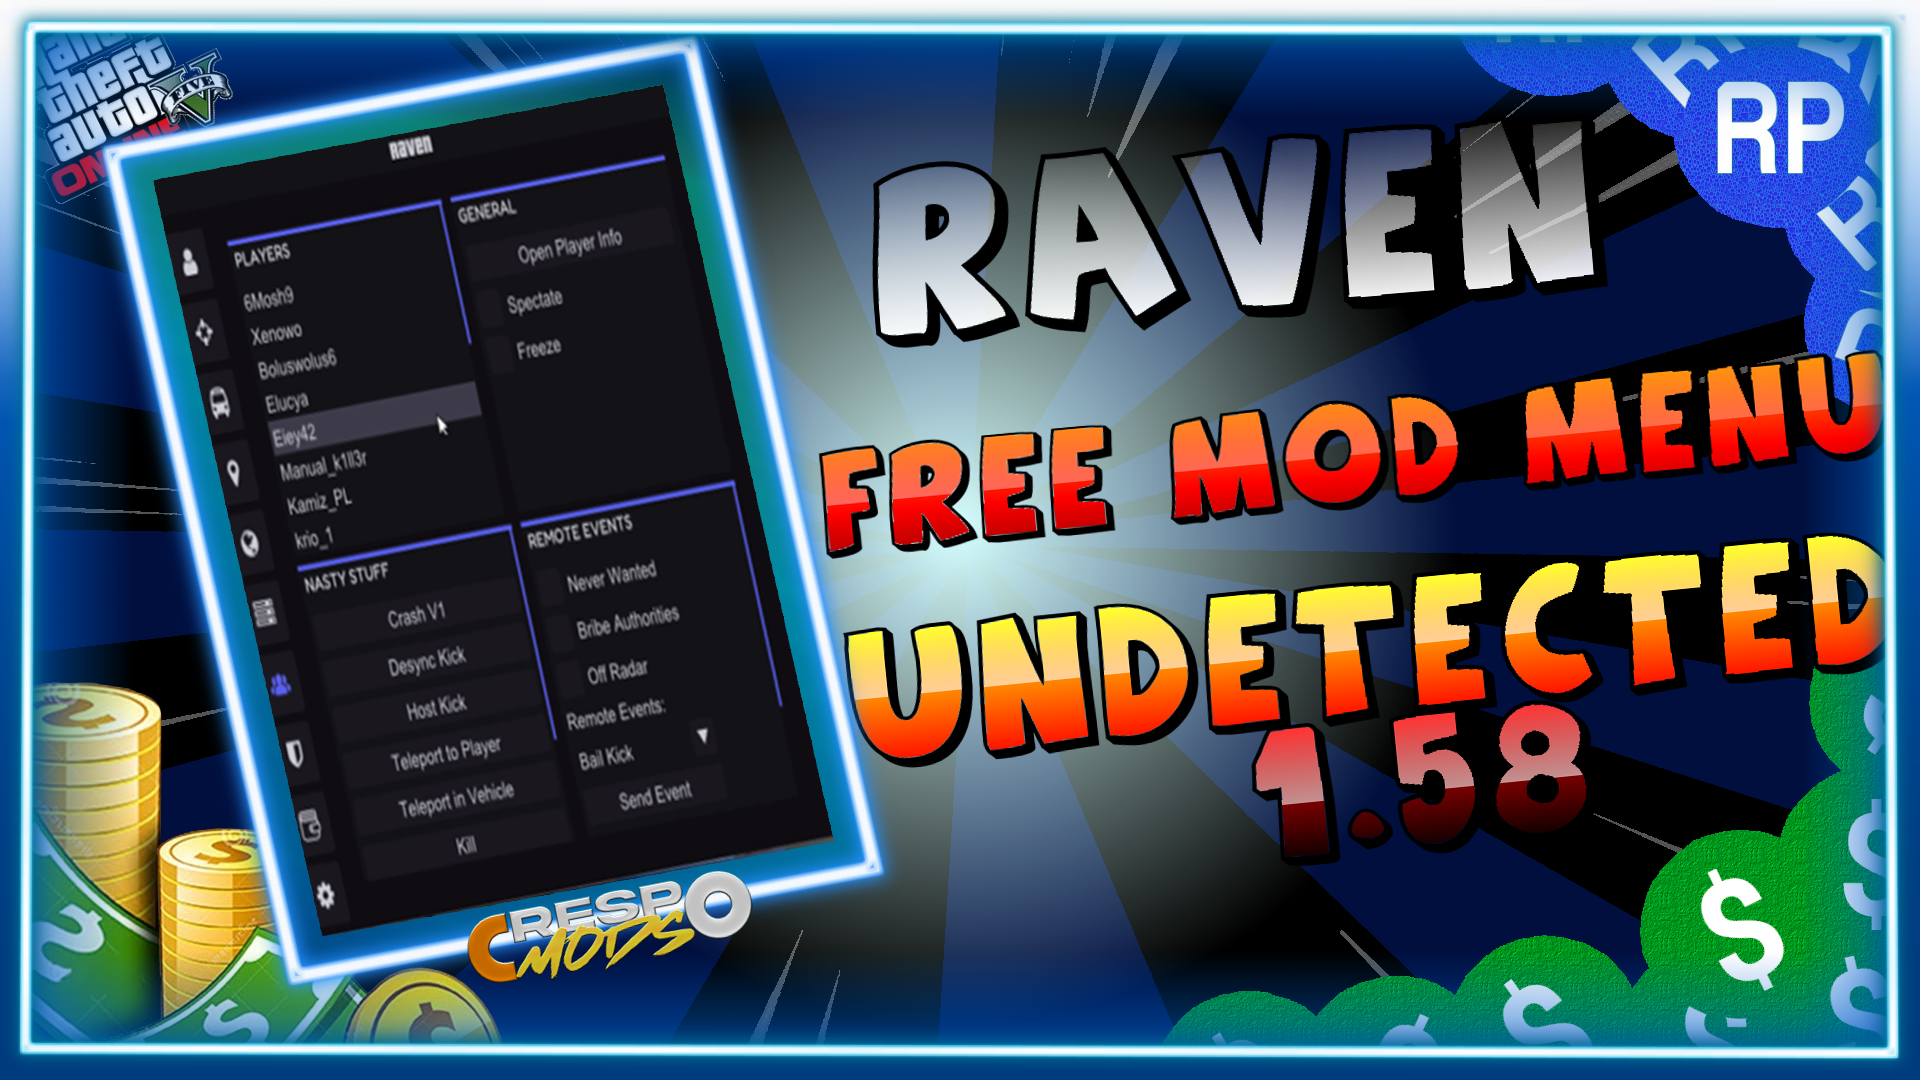 theft
auto
FIVE
Raven
PLAYERS
6Mosh9
Xenowo
Boluswolus6
Elucya
Eley42
Manual_k1ll3r
Kamiz_PL
krio_1
GENERAL
Open Player Info
Spectate
Freeze
NASTY STUFF
Crash V1
Desync Kick
Host Kick
Teleport to Player
Teleport in Vehicle
Kill
REMOTE EVENTS
Never Wanted
Bribe Authorities
Off Radar
Remote Events:
Bail Kick
Send Event
CRESPO
MODS
RAVEN
FREE MOD MENU
UNDETECTED
1.58
RP
$
$